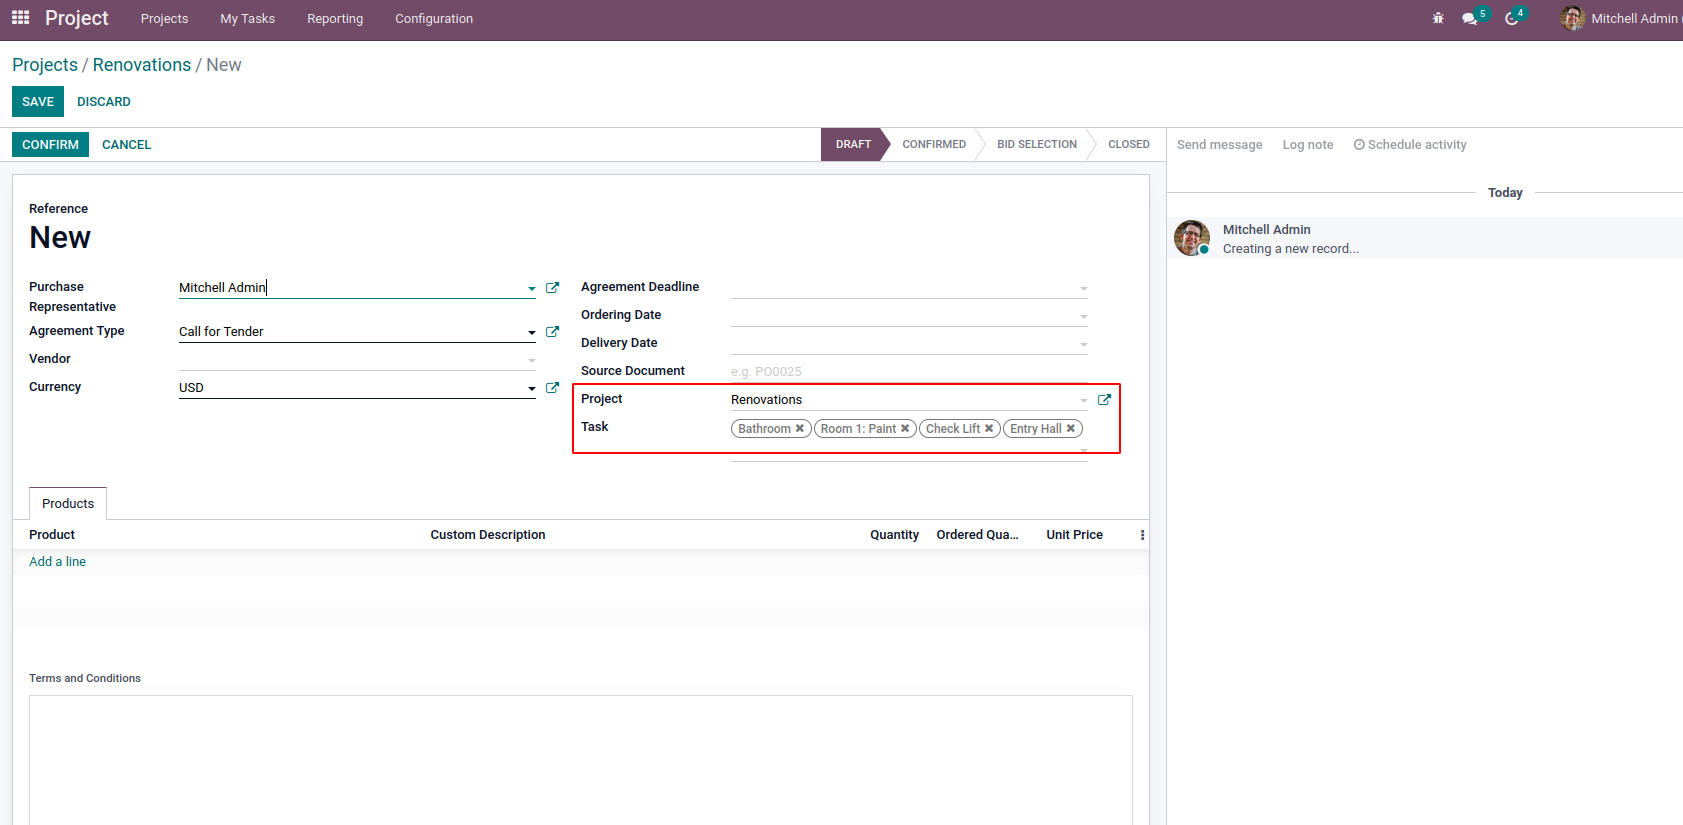 Project Projects My Tasks Reporting Configuration 5 4 Mitchell Admin
Projects / Renovations / New
SAVE DISCARD
CONFIRM CANCEL DRAFT CONFIRMED BID SELECTION CLOSED Send message Log note Schedule activity
Today
Mitchell Admin
Creating a new record...
Reference
New
Purchase Representative Mitchell Admin
Agreement Type Call for Tender
Vendor
Currency USD
Agreement Deadline
Ordering Date
Delivery Date
Source Document e.g. PO0025
Project Renovations
Task Bathroom ✖ Room 1: Paint ✖ Check Lift ✖ Entry Hall ✖
Products
Product Custom Description Quantity Ordered Qua... Unit Price
Add a line
Terms and Conditions